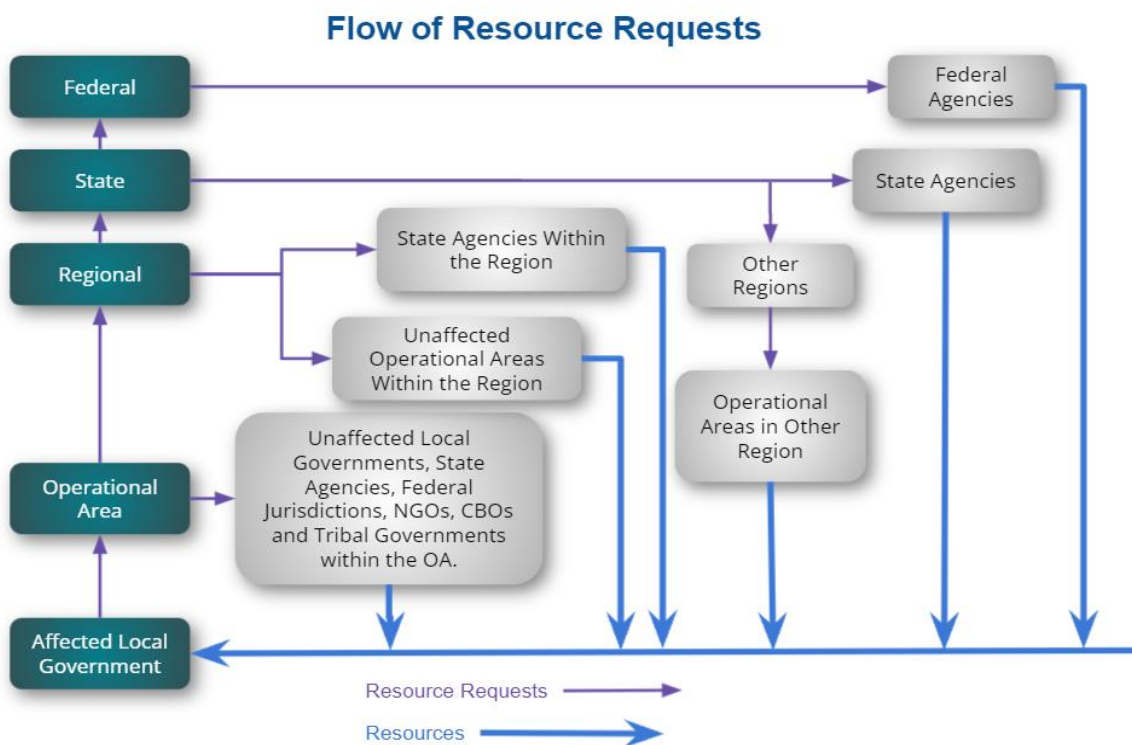 Flow of Resource Requests
Federal
Federal
Agencies
State
State Agencies
Regional
State Agencies Within
the Region
Other
Regions
Unaffected
Operational Areas
Within the Region
Operational
Areas in Other
Region
Operational
Area
Unaffected Local
Governments, State
Agencies, Federal
Jurisdictions, NGOs, CBOs
and Tribal Governments
within the OA.
Affected Local
Government
Resource Requests
Resources